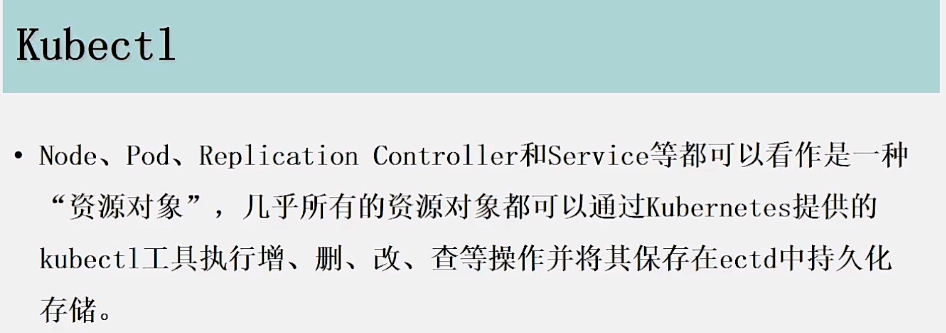 Kubectl
• Node、Pod、Replication Controller和Service等都可以看作是一种
“资源对象”，几乎所有的资源对象都可以通过Kubernetes提供的
kubectl工具执行增、删、改、查等操作并将其保存在ectd中持久化
存储。